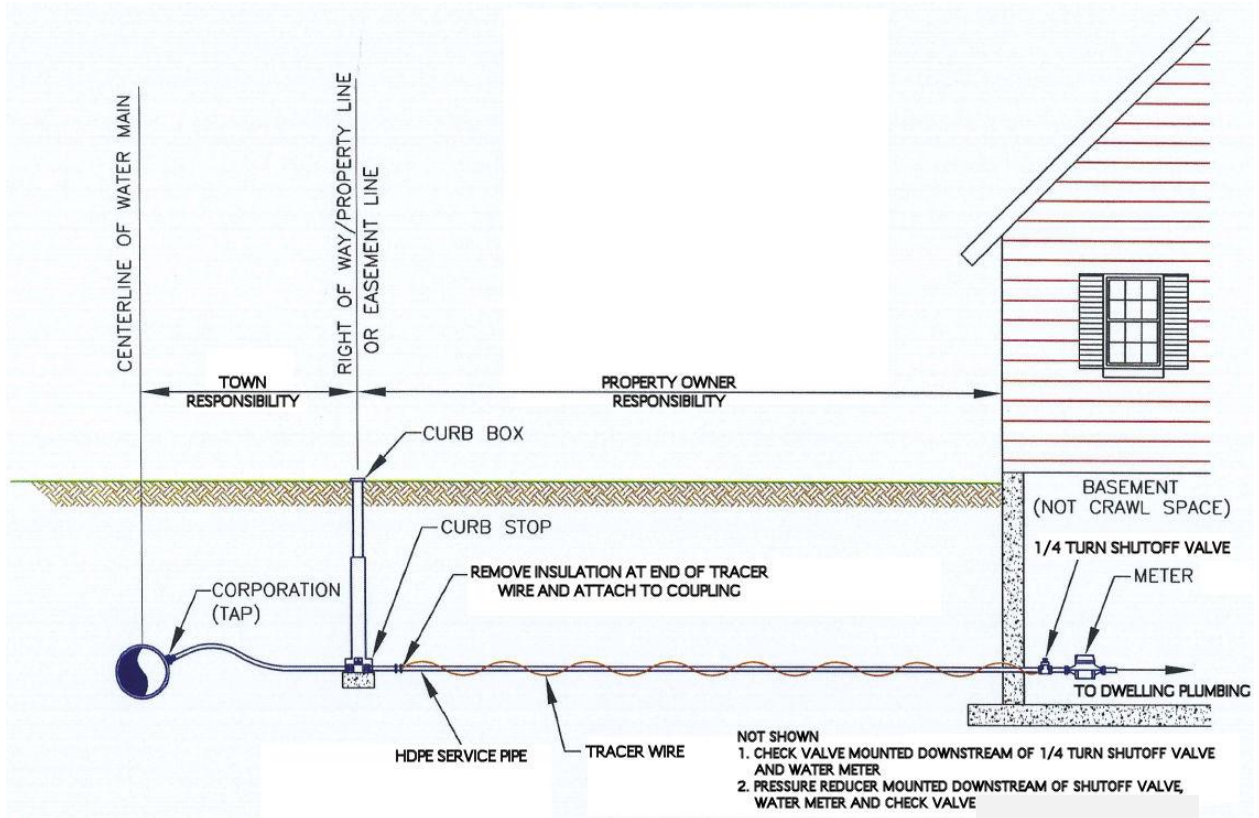 CENTERLINE OF WATER MAIN
RIGHT OF WAY/PROPERTY LINE
OR EASEMENT LINE
TOWN
RESPONSIBILITY
PROPERTY OWNER
RESPONSIBILITY
CURB BOX
BASEMENT
(NOT CRAWL SPACE)
CURB STOP
1/4 TURN SHUTOFF VALVE
REMOVE INSULATION AT END OF TRACER
WIRE AND ATTACH TO COUPLING
METER
CORPORATION
(TAP)
TO DWELLING PLUMBING
HDPE SERVICE PIPE
TRACER WIRE
NOT SHOWN
1. CHECK VALVE MOUNTED DOWNSTREAM OF 1/4 TURN SHUTOFF VALVE
AND WATER METER
2. PRESSURE REDUCER MOUNTED DOWNSTREAM OF SHUTOFF VALVE,
WATER METER AND CHECK VALVE